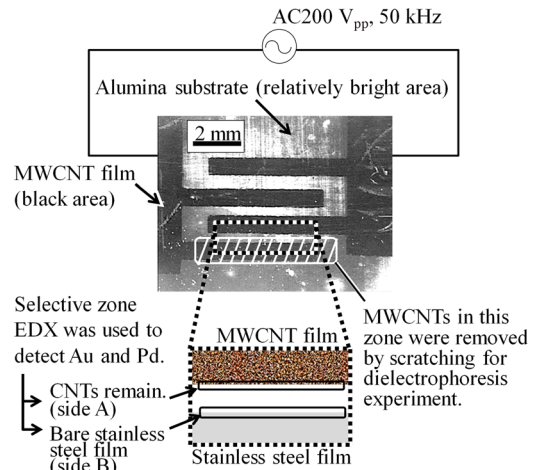 AC200 Vpp, 50 kHz
Alumina substrate (relatively bright area)
2 mm
MWCNT film
(black area)
Selective zone
EDX was used to
detect Au and Pd.
CNTs remain.
(side A)
Bare stainless
steel film
(side B)
MWCNT film
Stainless steel film
MWCNTs in this
zone were removed
by scratching for
dielectrophoresis
experiment.